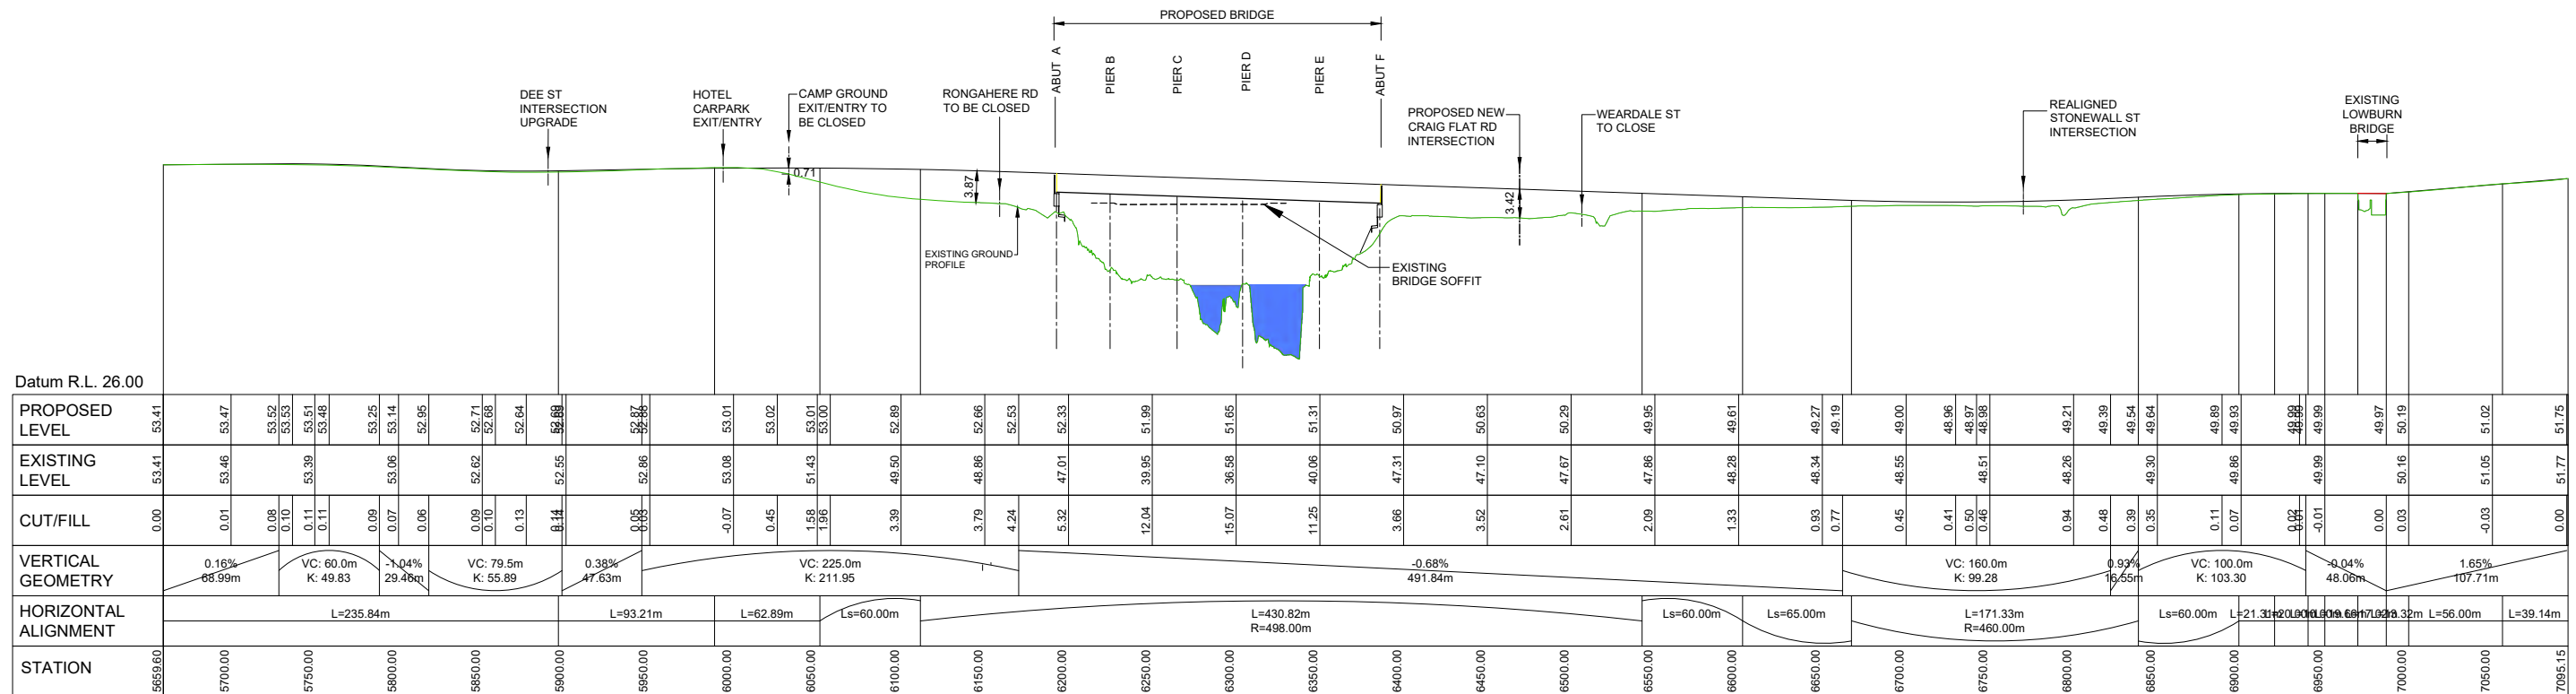 PROPOSED BRIDGE
ABUT A
PIER B
PIER C
PIER D
PIER E
ABUT F
DEE ST
INTERSECTION
UPGRADE
HOTEL
CARPARK
EXIT/ENTRY
CAMP GROUND
EXIT/ENTRY TO
BE CLOSED
RONGAHERE RD
TO BE CLOSED
PROPOSED NEW
CRAIG FLAT RD
INTERSECTION
WEARDALE ST
TO CLOSE
REALIGNED
STONEWALL ST
INTERSECTION
EXISTING
LOWBURN
BRIDGE
0.71
3.87
3.42
EXISTING GROUND
PROFILE
EXISTING
BRIDGE SOFFIT
Datum R.L. 26.00
PROPOSED
LEVEL
53.41 53.47 53.52 53.53 53.51 53.48 53.25 53.14 52.95 52.71 52.68 52.64 52.69 52.87 52.88 53.01 53.02 53.01 53.00 52.89 52.66 52.53 52.33 51.99 51.65 51.31 50.97 50.63 50.29 49.95 49.61 49.27 49.19 49.00 48.96 48.97 48.98 49.21 49.39 49.54 49.64 49.89 49.93 49.99 49.99 49.97 50.19 51.02 51.75
EXISTING
LEVEL
53.41 53.46 53.39 53.06 52.62 52.55 52.86 53.08 51.43 49.50 48.86 47.01 39.95 36.58 40.06 47.31 47.10 47.67 47.86 48.28 48.34 48.55 48.51 48.26 49.30 49.86 49.99 50.16 51.05 51.77
CUT/FILL
0.00 0.01 0.08 0.10 0.11 0.11 0.09 0.07 0.06 0.09 0.10 0.13 0.14 0.05 0.03 -0.07 0.45 1.58 1.96 3.39 3.79 4.24 5.32 12.04 15.07 11.25 3.66 3.52 2.61 2.09 1.33 0.93 0.77 0.45 0.41 0.50 0.46 0.94 0.48 0.39 0.35 0.11 0.07 0.02 0.01 -0.01 0.00 0.03 -0.03 0.00
VERTICAL
GEOMETRY
0.16%
68.99m
VC: 60.0m
K: 49.83
-1.04%
29.46m
VC: 79.5m
K: 55.89
0.38%
47.63m
VC: 225.0m
K: 211.95
-0.68%
491.84m
VC: 160.0m
K: 99.28
0.93%
16.55m
VC: 100.0m
K: 103.30
-0.04%
48.06m
1.65%
107.71m
HORIZONTAL
ALIGNMENT
L=235.84m
L=93.21m
L=62.89m
Ls=60.00m
L=430.82m
R=498.00m
Ls=60.00m
Ls=65.00m
L=171.33m
R=460.00m
Ls=60.00m
L=21.31m
L=56.00m
L=39.14m
STATION
5659.60 5700.00 5750.00 5800.00 5850.00 5900.00 5950.00 6000.00 6050.00 6100.00 6150.00 6200.00 6250.00 6300.00 6350.00 6400.00 6450.00 6500.00 6550.00 6600.00 6650.00 6700.00 6750.00 6800.00 6850.00 6900.00 6950.00 7000.00 7050.00 7095.15